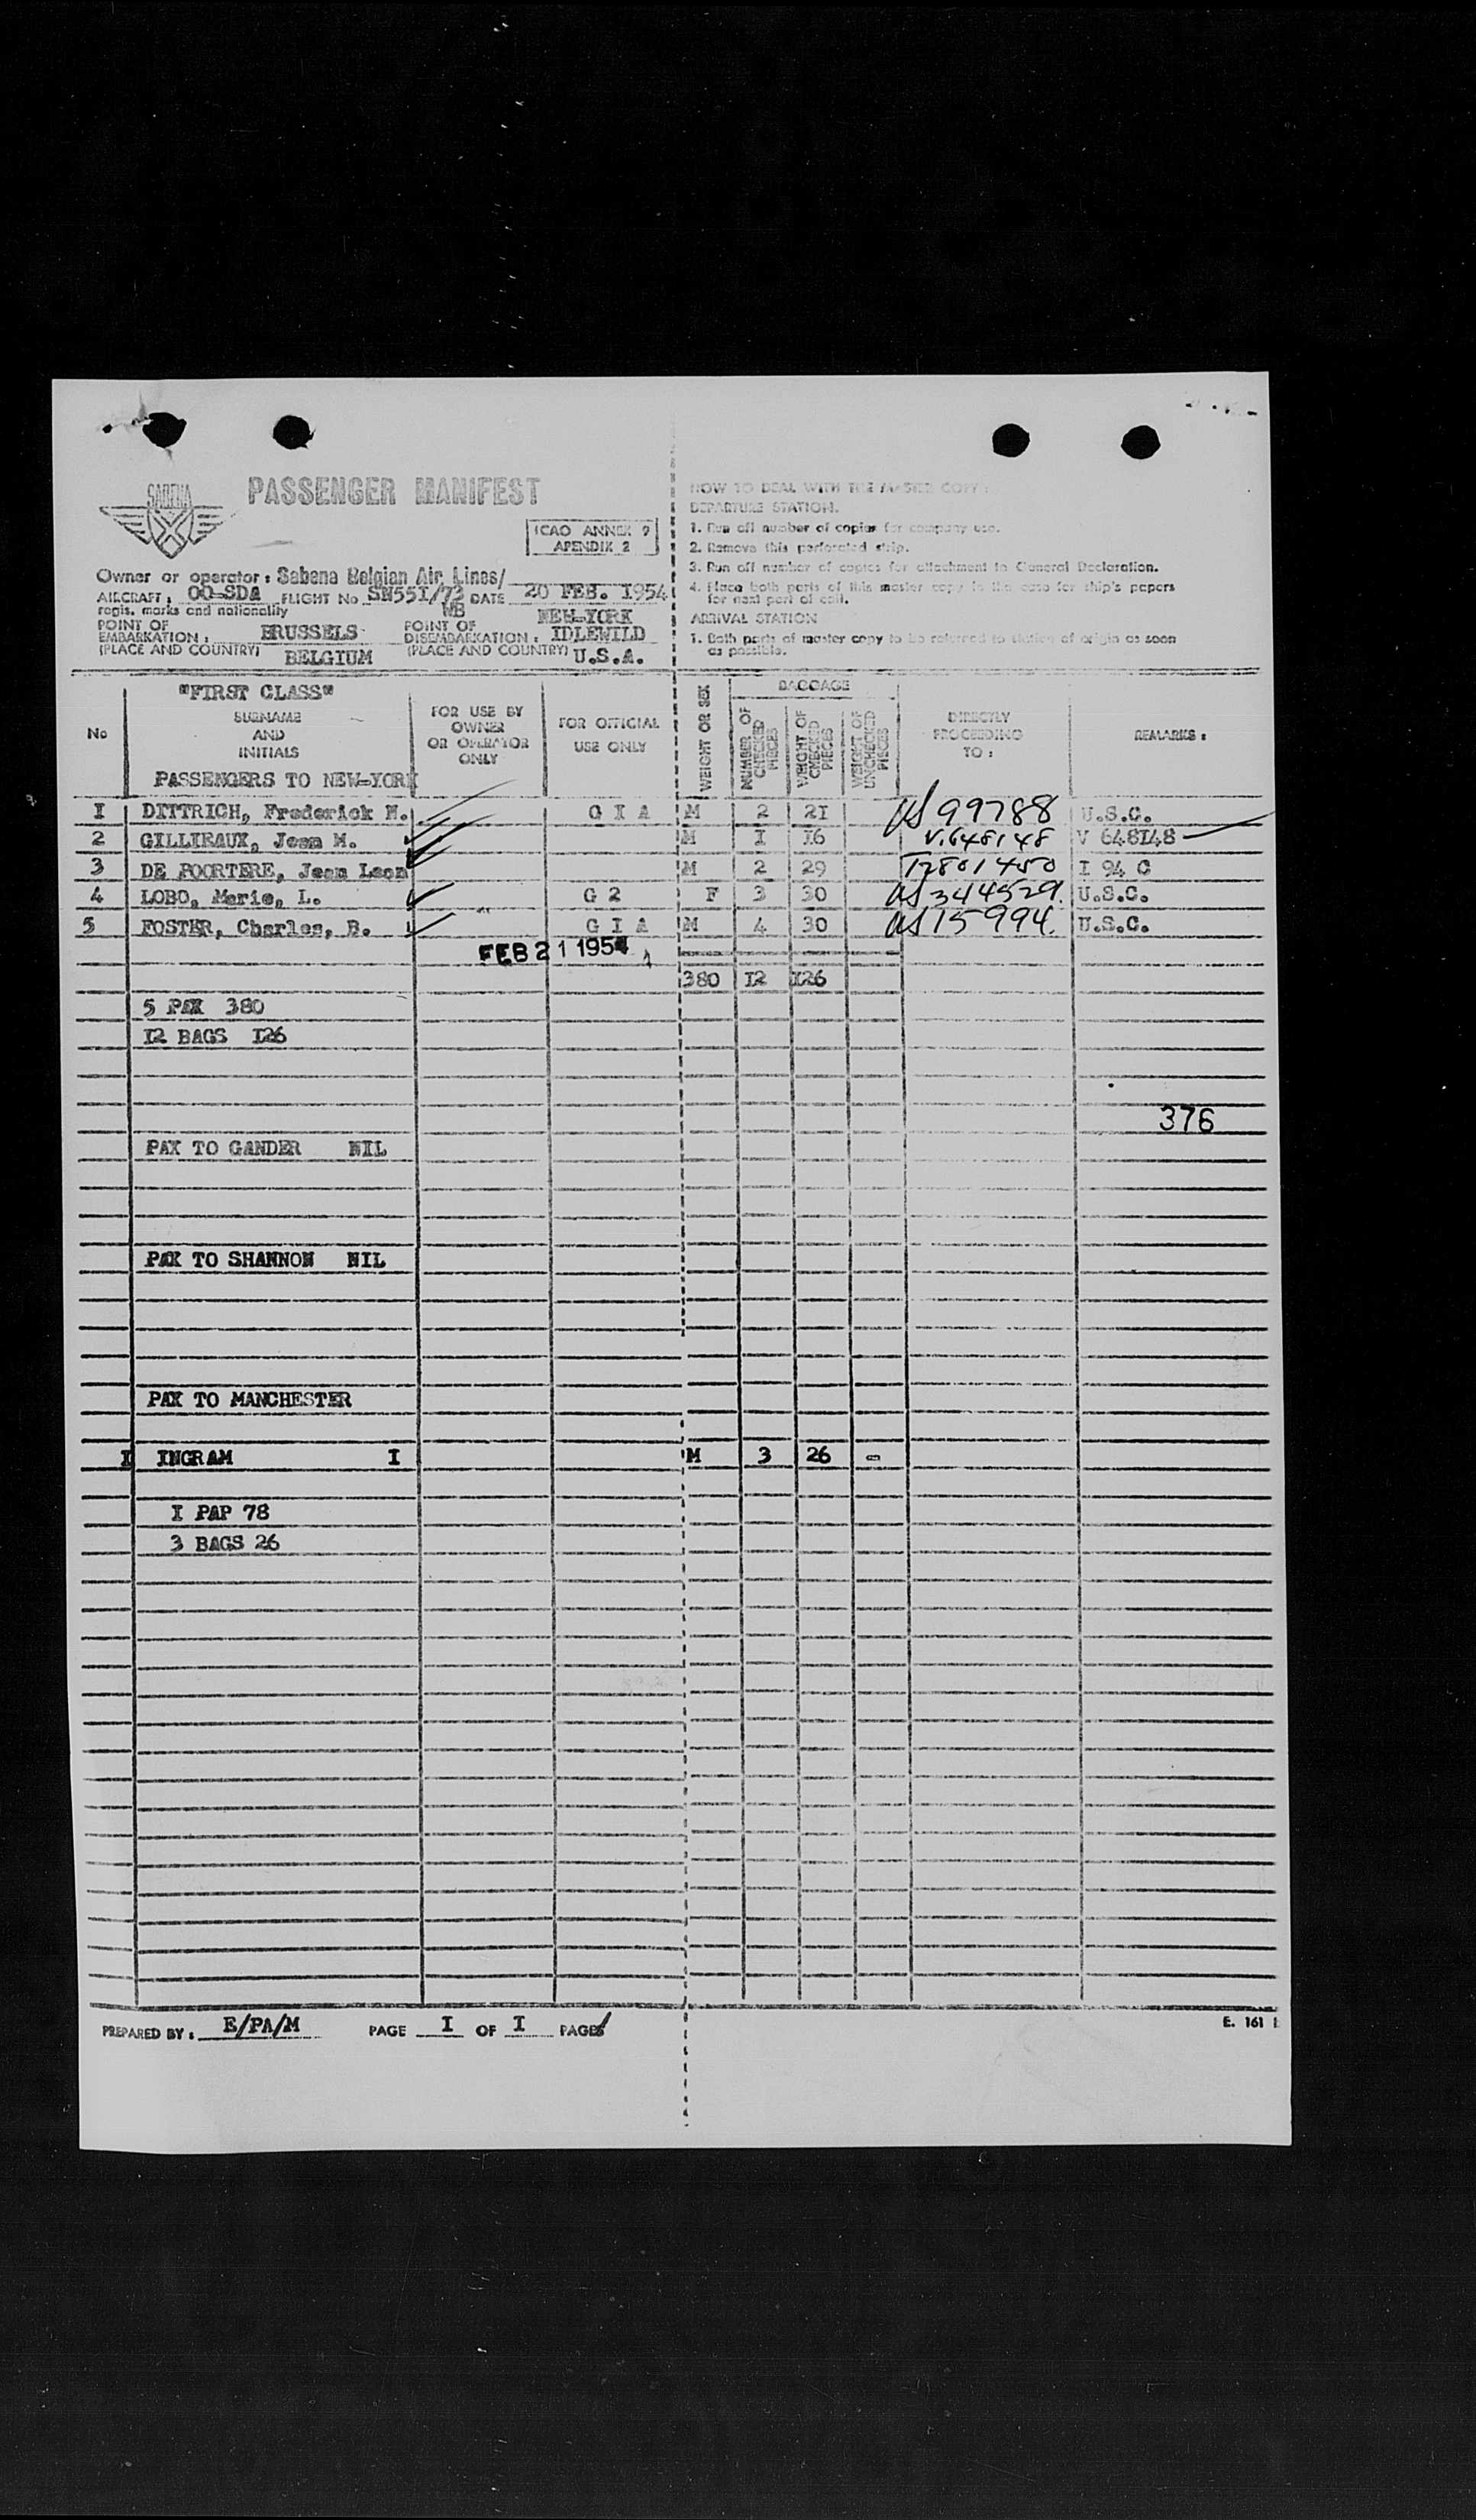 SABENA
PASSENGER MANIFEST
ICAO ANNEX 9
APENDIX 2
Owner or operator : Sabena Belgian Air Lines/
AIRCRAFT : OO-SDA FLIGHT No SN55I/73 DATE 20 FEB. I954
regis. marks and nationality WB
POINT OF EMBARKATION : BRUSSELS
(PLACE AND COUNTRY) BELGIUM
POINT OF DISEMBARKATION : NEW-YORK IDLEWILD
(PLACE AND COUNTRY) U.S.A.
HOW TO DEAL WITH THE MASTER COPY :
DEPARTURE STATION.
1. Run off number of copies for company use.
2. Remove this perforated strip.
3. Run off number of copies for attachment to General Declaration.
4. Place both parts of this master copy in the case for ship's papers
for next port of call.
ARRIVAL STATION
1. Both parts of master copy to be returned to station of origin as soon
as possible.
No
"FIRST CLASS"
SURNAME
AND
INITIALS
FOR USE BY
OWNER
OR OPERATOR
ONLY
FOR OFFICIAL
USE ONLY
WEIGHT OR SEX
BAGGAGE
NUMBER OF CHECKED PIECES
WEIGHT OF CHECKED PIECES
WEIGHT OF UNCHECKED PIECES
DIRECTLY
PROCEEDING
TO :
REMARKS :
PASSENGERS TO NEW-YORK
I DITTRICH, Frederick N. G I A M 2 2I 99788 U.S.C.
2 GILLIEAUX, Jean M. M I I6 V.648148 V 648I48
3 DE POORTERE, Jean Leon M 2 29 I 94 C
4 LOBO, Marie, L. G 2 F 3 30 344529 U.S.C.
5 FOSTER, Charles, B. G I A M 4 30 15994. U.S.C.
FEB 21 1954
380 I2 I26
5 PAX 380
I2 BAGS I26
376
PAX TO GANDER NIL
PAX TO SHANNON NIL
PAX TO MANCHESTER
I INGRAM I M 3 26 -
I PAP 78
3 BAGS 26
PREPARED BY : E/PA/M PAGE I OF I PAGES
E. 161